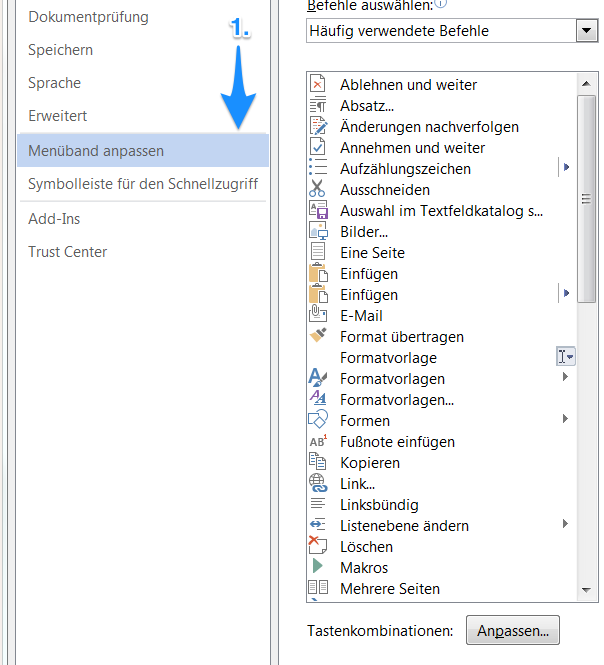 Dokumentprüfung
Speichern
Sprache
Erweitert
1.
Menüband anpassen
Symbolleiste für den Schnellzugriff
Add-Ins
Trust Center
Befehle auswählen:
Häufig verwendete Befehle
Ablehnen und weiter
Absatz...
Änderungen nachverfolgen
Annehmen und weiter
Aufzählungszeichen
Ausschneiden
Auswahl im Textfeldkatalog s...
Bilder...
Eine Seite
Einfügen
Einfügen
E-Mail
Format übertragen
Formatvorlage
Formatvorlagen
Formatvorlagen...
Formen
Fußnote einfügen
Kopieren
Link...
Linksbündig
Listenebene ändern
Löschen
Makros
Mehrere Seiten
Tastenkombinationen: Anpassen...